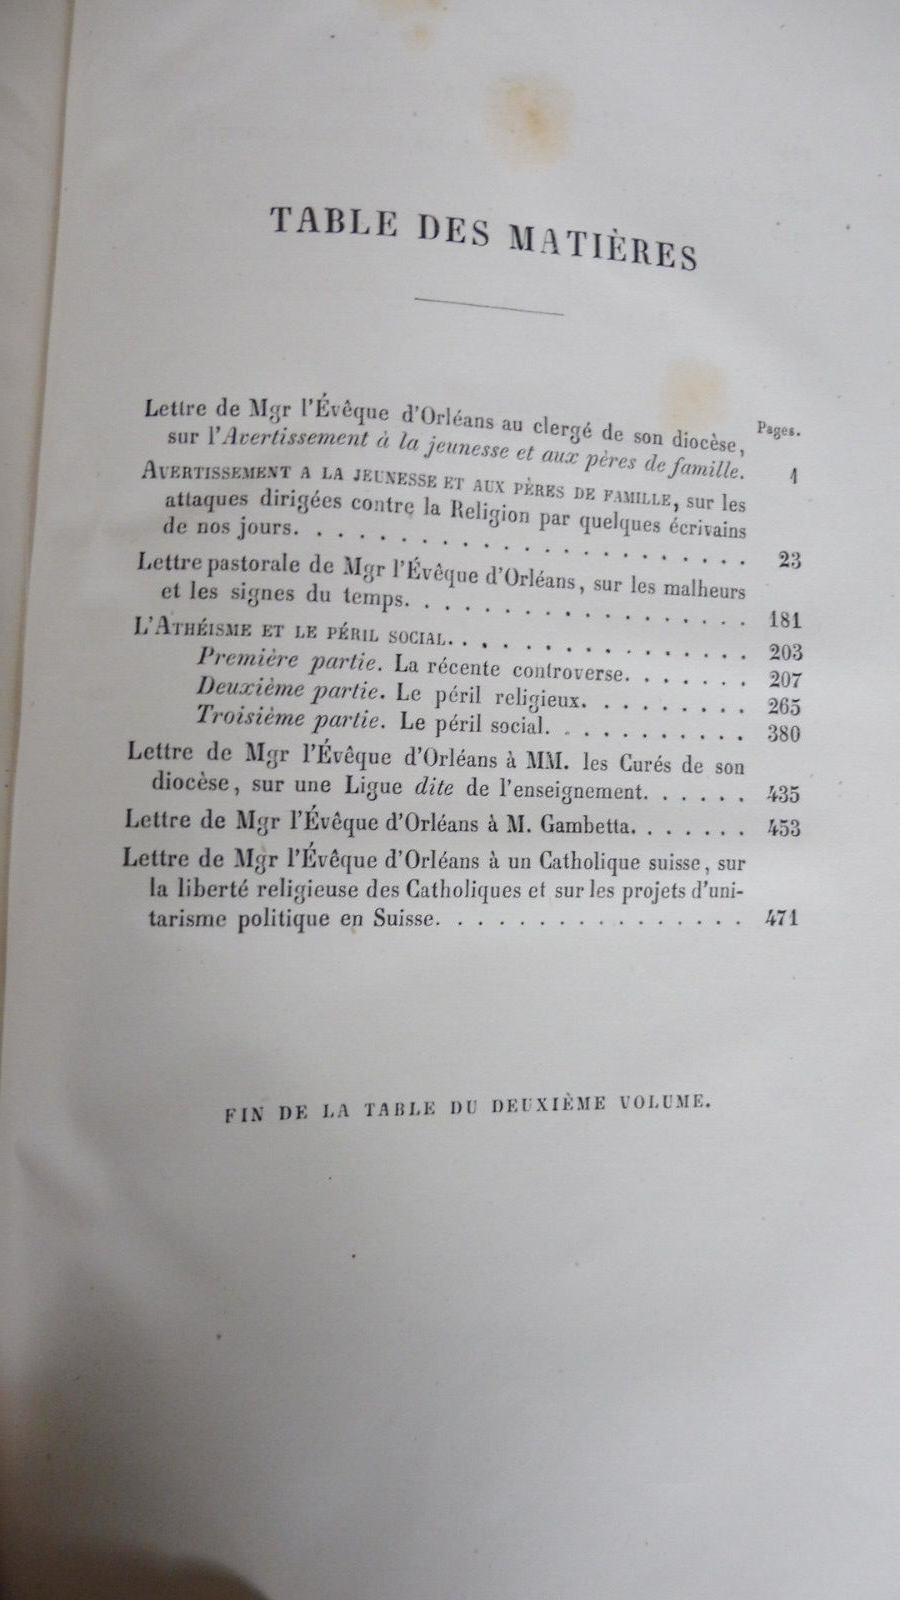 TABLE DES MATIÈRES
Pages.
Lettre de Mgr l'Évêque d'Orléans au clergé de son diocèse,
sur l'Avertissement à la jeunesse et aux pères de famille. 1
AVERTISSEMENT A LA JEUNESSE ET AUX PÈRES DE FAMILLE, sur les
attaques dirigées contre la Religion par quelques écrivains
de nos jours. . . . . . . . . . . . . . . . . . . . . . 23
Lettre pastorale de Mgr l'Évêque d'Orléans, sur les malheurs
et les signes du temps. . . . . . . . . . . . . . . . . 181
L'ATHÉISME ET LE PÉRIL SOCIAL. . . . . . . . . . . . . . . 203
Première partie. La récente controverse. . . . . . . 207
Deuxième partie. Le péril religieux. . . . . . . . . 265
Troisième partie. Le péril social. . . . . . . . . . . 380
Lettre de Mgr l'Évêque d'Orléans à MM. les Curés de son
diocèse, sur une Ligue dite de l'enseignement. . . . . . 435
Lettre de Mgr l'Évêque d'Orléans à M. Gambetta. . . . . . . 453
Lettre de Mgr l'Évêque d'Orléans à un Catholique suisse, sur
la liberté religieuse des Catholiques et sur les projets d'uni-
tarisme politique en Suisse. . . . . . . . . . . . . . . 471
FIN DE LA TABLE DU DEUXIÈME VOLUME.